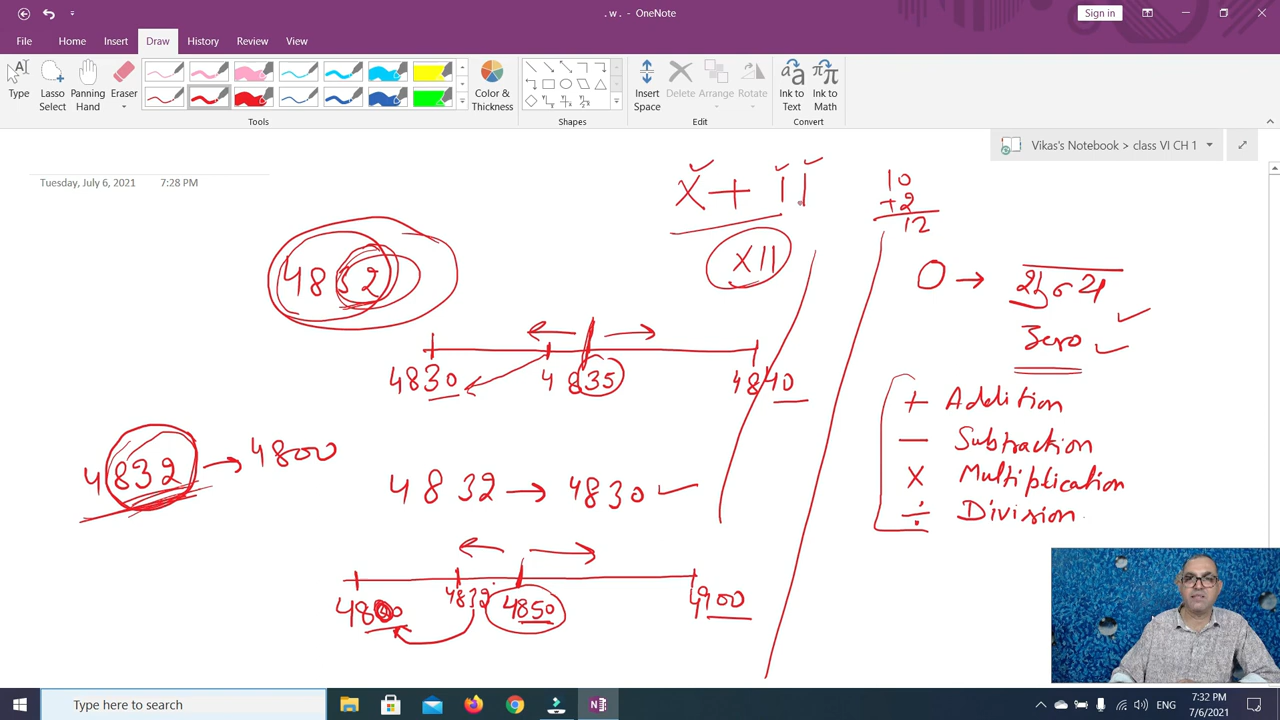 . w. - OneNote
Sign in
File Home Insert Draw History Review View
Type
Lasso Select
Panning Hand
Eraser
Color & Thickness
Insert Space
Delete
Arrange
Rotate
Ink to Text
Ink to Math
Tools
Shapes
Edit
Convert
Vikas's Notebook > class VI CH 1
Tuesday, July 6, 2021 7:28 PM
X + II
XII
10
+2
12
4832
4830 4835 4840
0 →
Zero
+ Addition
− Subtraction
× Multiplication
÷ Division
4832 → 4800
4832 → 4830
4832 4850 4900
Type here to search
ENG
7:32 PM
7/6/2021